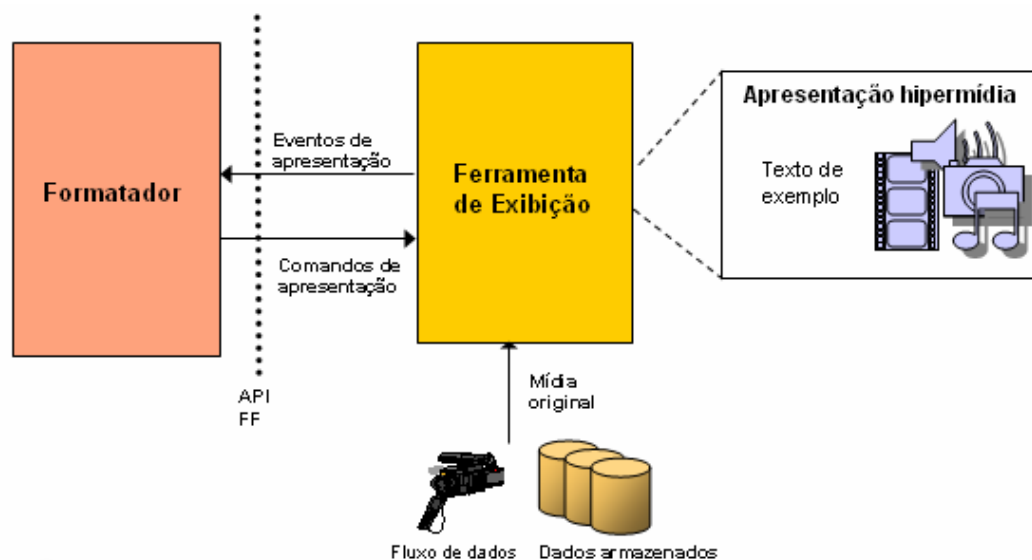 Formatador
Eventos de
apresentação
Comandos de
apresentação
API
FF
Ferramenta
de Exibição
Apresentação hipermídia
Texto de
exemplo
Mídia
original
Fluxo de dados
Dados armazenados